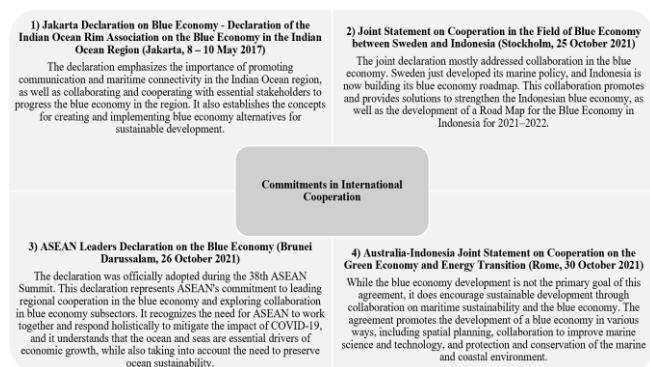 1) Jakarta Declaration on Blue Economy - Declaration of the
Indian Ocean Rim Association on the Blue Economy in the Indian
Ocean Region (Jakarta, 8 – 10 May 2017)
The declaration emphasizes the importance of promoting
communication and maritime connectivity in the Indian Ocean region,
as well as collaborating and cooperating with essential stakeholders to
progress the blue economy in the region. It also establishes the concepts
for creating and implementing blue economy alternatives for
sustainable development.
2) Joint Statement on Cooperation in the Field of Blue Economy
between Sweden and Indonesia (Stockholm, 25 October 2021)
The joint declaration mostly addressed collaboration in the blue
economy. Sweden just developed its marine policy, and Indonesia is
now building its blue economy roadmap. This collaboration promotes
and provides solutions to strengthen the Indonesian blue economy, as
well as the development of a Road Map for the Blue Economy in
Indonesia for 2021–2022.
Commitments in International
Cooperation
3) ASEAN Leaders Declaration on the Blue Economy (Brunei
Darussalam, 26 October 2021)
The declaration was officially adopted during the 38th ASEAN
Summit. This declaration represents ASEAN's commitment to leading
regional cooperation in the blue economy and exploring collaboration
in blue economy subsectors. It recognizes the need for ASEAN to work
together and respond holistically to mitigate the impact of COVID-19,
and it understands that the ocean and seas are essential drivers of
economic growth, while also taking into account the need to preserve
ocean sustainability.
4) Australia-Indonesia Joint Statement on Cooperation on the
Green Economy and Energy Transition (Rome, 30 October 2021)
While the blue economy development is not the primary goal of this
agreement, it does encourage sustainable development through
collaboration on maritime sustainability and the blue economy. The
agreement promotes the development of a blue economy in various
ways, including spatial planning, collaboration to improve marine
science and technology, and protection and conservation of the marine
and coastal environment.